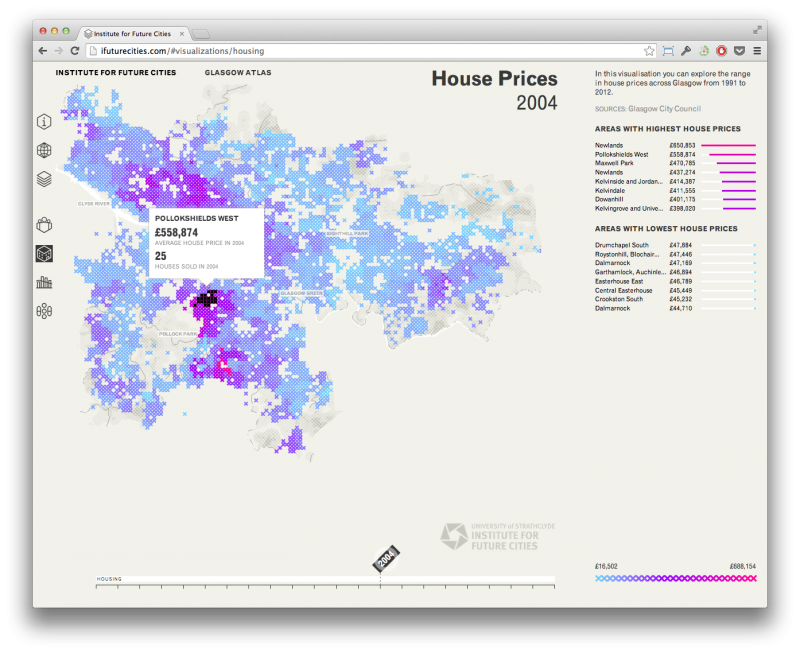 Institute for Future Cities
ifuturecities.com/#visualizations/housing
INSTITUTE FOR FUTURE CITIES
GLASGOW ATLAS
House Prices
2004
In this visualisation you can explore the range
in house prices across Glasgow from 1991 to
2012.
SOURCES: Glasgow City Council
AREAS WITH HIGHEST HOUSE PRICES
Newlands £650,853
Pollokshields West £558,874
Maxwell Park £470,765
Newlands £437,274
Kelvinside and Jordan... £414,387
Kelvindale £411,555
Dowanhill £401,175
Kelvingrove and Unive... £398,020
AREAS WITH LOWEST HOUSE PRICES
Drumchapel South £47,884
Roystonhill, Blochair... £47,446
Dalmarnock £47,169
Garthamlock, Auchinle... £46,894
Easterhouse East £46,789
Central Easterhouse £45,449
Crookston South £45,232
Dalmarnock £44,710
CLYDE RIVER
POLLOKSHIELDS WEST
£558,874
AVERAGE HOUSE PRICE IN 2004
25
HOUSES SOLD IN 2004
SIGHTHILL PARK
GLASGOW GREEN
POLLOCK PARK
UNIVERSITY of STRATHCLYDE
INSTITUTE FOR
FUTURE CITIES
2004
HOUSING
£16,502
£688,154